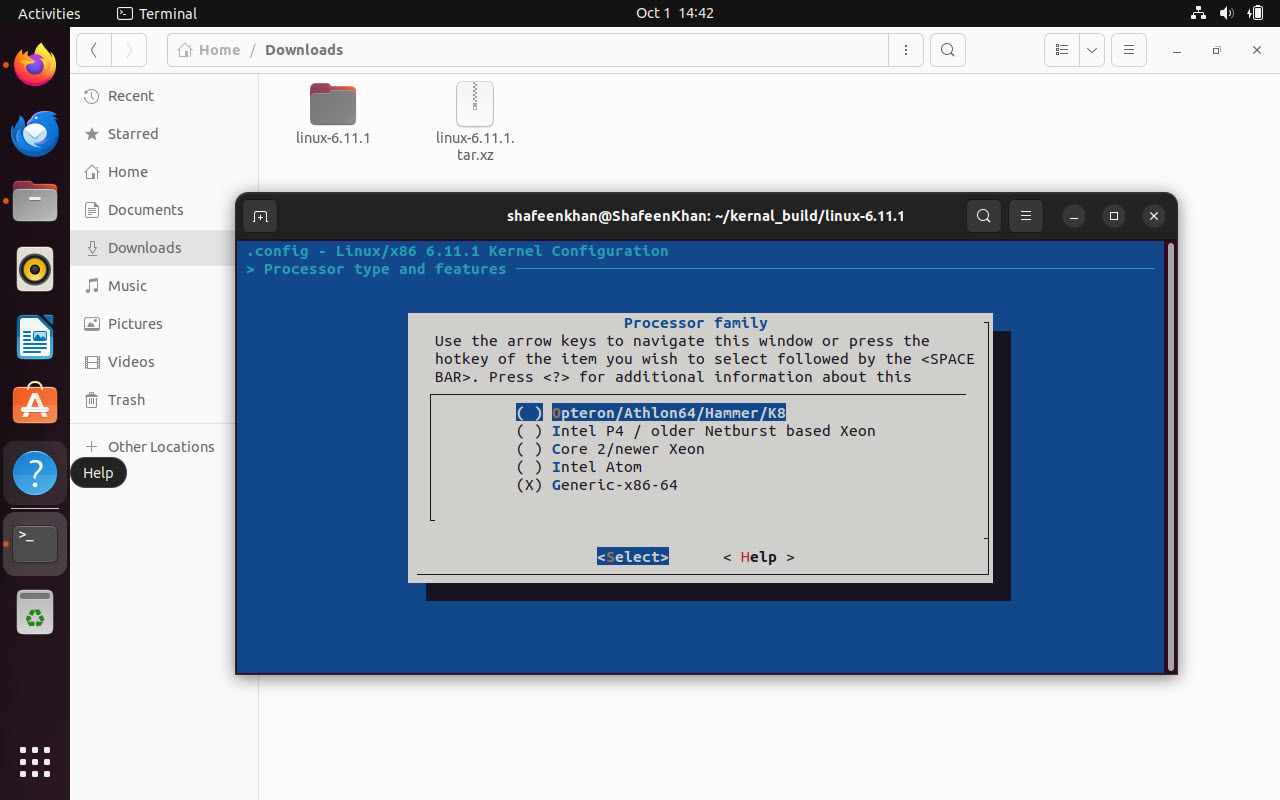 Activities
Terminal
Oct 1 14:42
Home / Downloads
Recent
Starred
Home
Documents
Downloads
Music
Pictures
Videos
Trash
Other Locations
linux-6.11.1
linux-6.11.1.
tar.xz
Help
shafeenkhan@ShafeenKhan: ~/kernal_build/linux-6.11.1
.config - Linux/x86 6.11.1 Kernel Configuration
> Processor type and features
Processor family
Use the arrow keys to navigate this window or press the
hotkey of the item you wish to select followed by the <SPACE
BAR>. Press <?> for additional information about this
( ) Opteron/Athlon64/Hammer/K8
( ) Intel P4 / older Netburst based Xeon
( ) Core 2/newer Xeon
( ) Intel Atom
(X) Generic-x86-64
<Select> < Help >